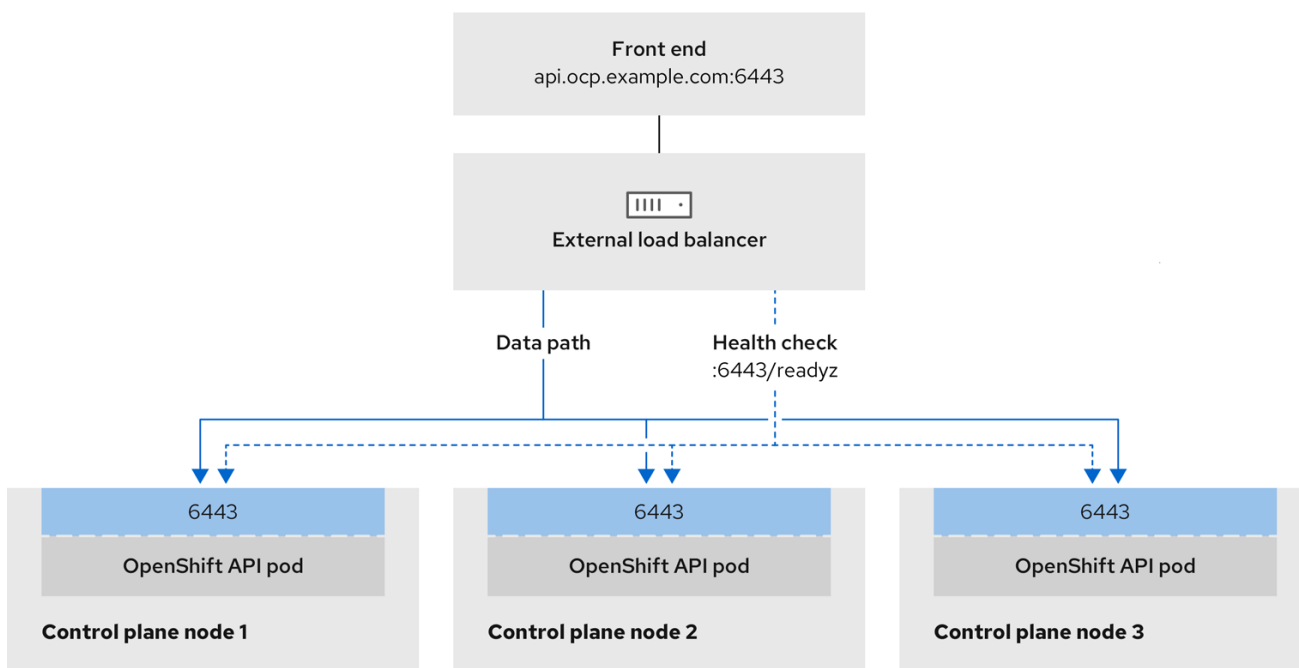 Front end
api.ocp.example.com:6443
External load balancer
Data path
Health check
:6443/readyz
6443
6443
6443
OpenShift API pod
OpenShift API pod
OpenShift API pod
Control plane node 1
Control plane node 2
Control plane node 3